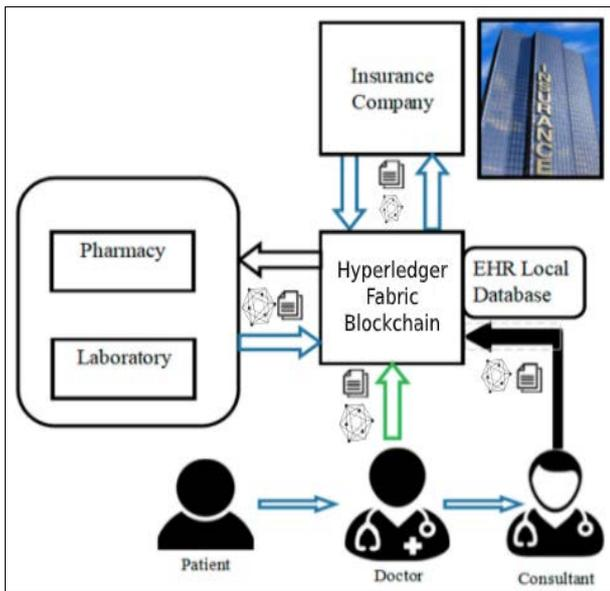 Insurance
Company
INSURANCE
Pharmacy
Laboratory
Hyperledger
Fabric
Blockchain
EHR Local
Database
Patient
Doctor
Consultant